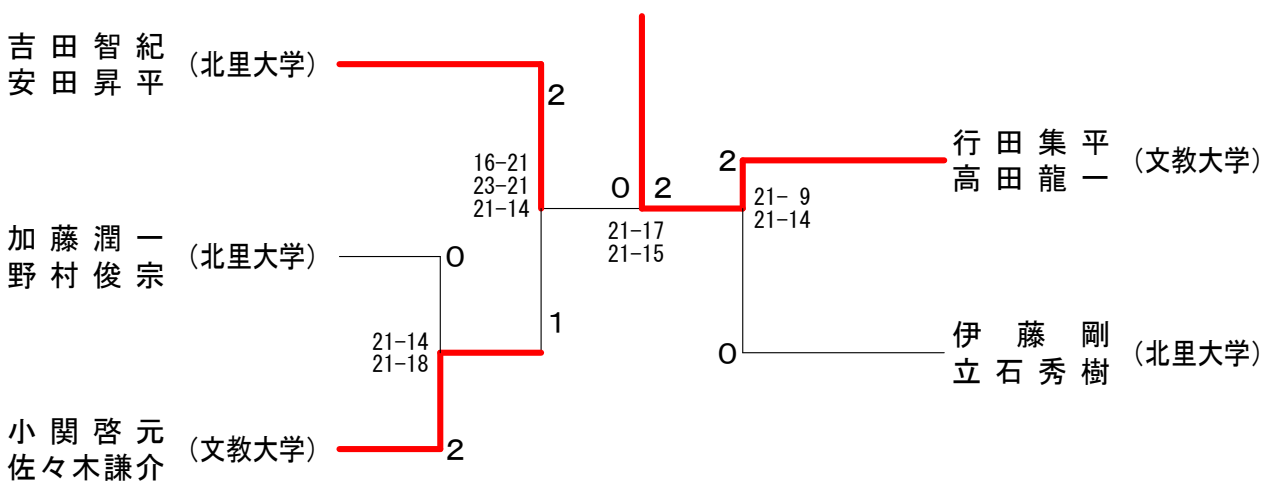 吉田智紀
安田昇平
(北里大学)
2
16-21
23-21
21-14
加藤潤一
野村俊宗
(北里大学)
0
21-14
21-18
1
小関啓元
佐々木謙介
(文教大学)
2
0 2
21-17
21-15
2
21- 9
21-14
行田集平
高田龍一
(文教大学)
0
伊藤剛
立石秀樹
(北里大学)